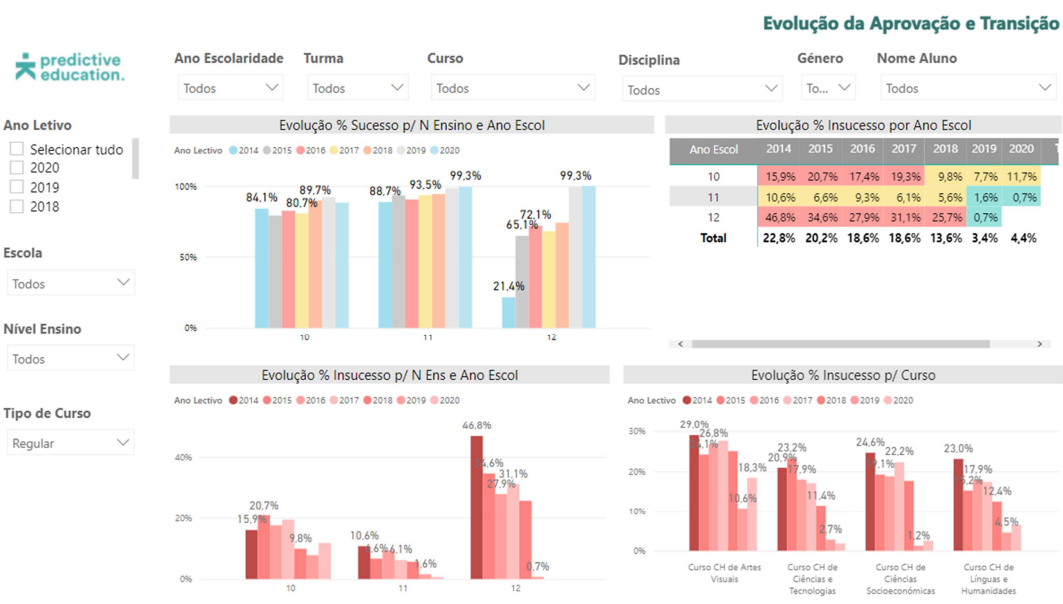 Evolução da Aprovação e Transição
predictive
education.
Ano Escolaridade
Turma
Curso
Disciplina
Género
Nome Aluno
Todos
Todos
Todos
Todos
To...
Todos
Ano Letivo
Selecionar tudo
2020
2019
2018
Escola
Todos
Nível Ensino
Todos
Tipo de Curso
Regular
Evolução % Sucesso p/ N Ensino e Ano Escol
Ano Lectivo 2014 2015 2016 2017 2018 2019 2020
100%
50%
0%
84,1%
80,7%
89,7%
88,7%
93,5%
99,3%
21,4%
65,1%
72,1%
99,3%
10 11 12
Evolução % Insucesso por Ano Escol
Ano Escol 2014 2015 2016 2017 2018 2019 2020
10 15,9% 20,7% 17,4% 19,3% 9,8% 7,7% 11,7%
11 10,6% 6,6% 9,3% 6,1% 5,6% 1,6% 0,7%
12 46,8% 34,6% 27,9% 31,1% 25,7% 0,7%
Total 22,8% 20,2% 18,6% 18,6% 13,6% 3,4% 4,4%
Evolução % Insucesso p/ N Ens e Ano Escol
Ano Lectivo 2014 2015 2016 2017 2018 2019 2020
40%
20%
0%
15,9%
20,7%
9,8%
10,6%
6,6%
6,1%
1,6%
46,8%
34,6%
27,9%
31,1%
0,7%
10 11 12
Evolução % Insucesso p/ Curso
Ano Lectivo 2014 2015 2016 2017 2018 2019 2020
30%
20%
10%
0%
29,0%
26,8%
10,6%
18,3%
20,9%
23,2%
17,9%
11,4%
2,7%
24,6%
19,1%
22,2%
1,2%
23,0%
17,9%
12,4%
4,5%
Curso CH de Artes
Visuais
Curso CH de
Ciências e
Tecnologias
Curso CH de
Ciências
Socioeconómicas
Curso CH de
Línguas e
Humanidades